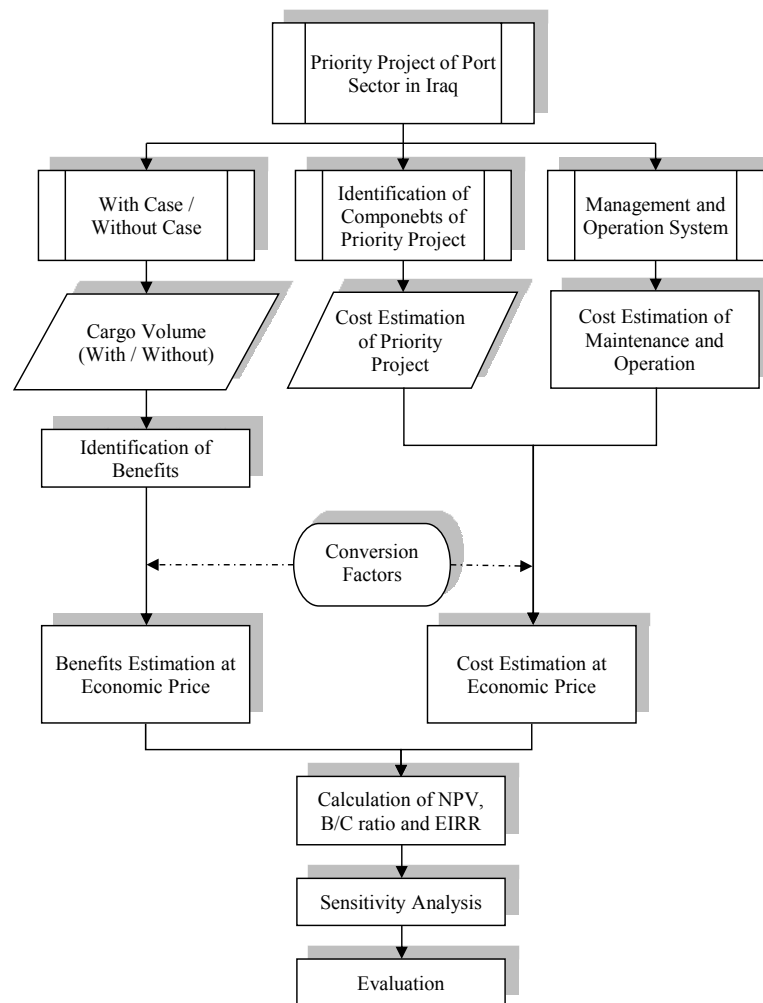 Priority Project of Port
Sector in Iraq
With Case /
Without Case
Identification of
Componebts of
Priority Project
Management and
Operation System
Cargo Volume
(With / Without)
Cost Estimation
of Priority
Project
Cost Estimation of
Maintenance and
Operation
Identification of
Benefits
Conversion
Factors
Benefits Estimation at
Economic Price
Cost Estimation at
Economic Price
Calculation of NPV,
B/C ratio and EIRR
Sensitivity Analysis
Evaluation